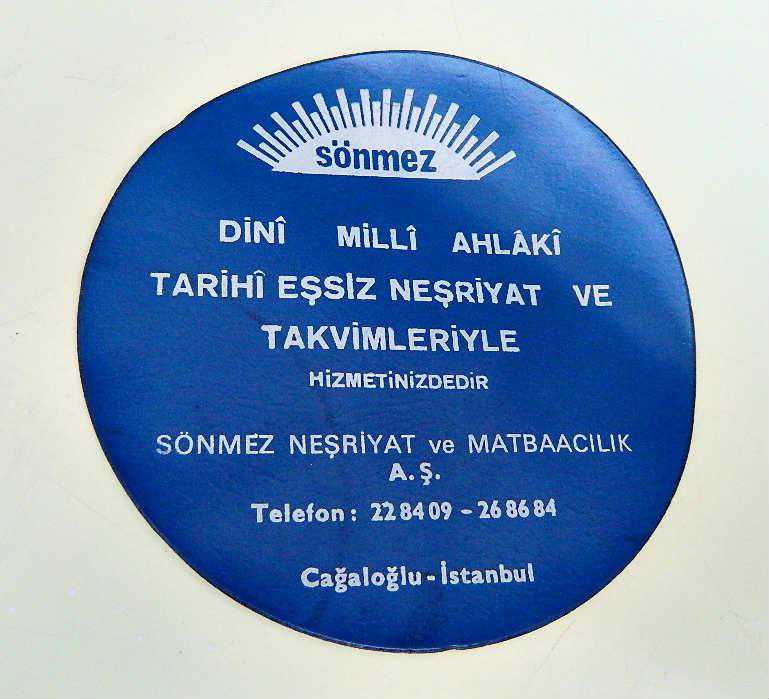 sönmez
DİNÎ MİLLÎ AHLÂKÎ
TARİHÎ EŞSİZ NEŞRİYAT VE
TAKVİMLERİYLE
HİZMETİNİZDEDİR
SÖNMEZ NEŞRİYAT ve MATBAACILIK
A.Ş.
Telefon: 22 84 09 - 26 86 84
Cağaloğlu - İstanbul